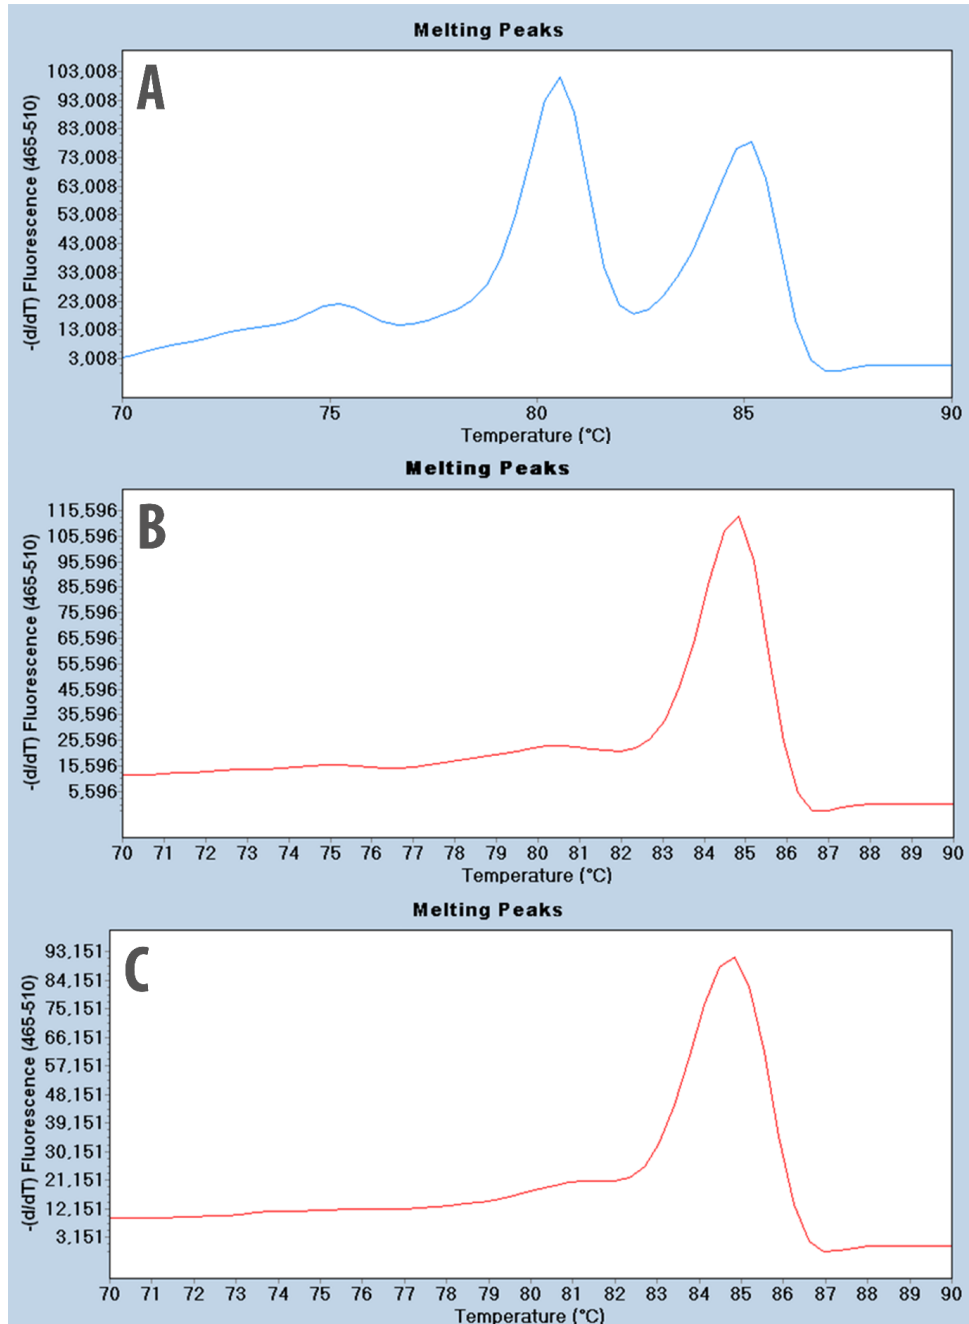 Melting Peaks
A
-(d/dT) Fluorescence (465-510)
103,008
93,008
83,008
73,008
63,008
53,008
43,008
33,008
23,008
13,008
3,008
70 75 80 85 90
Temperature (°C)
Melting Peaks
B
-(d/dT) Fluorescence (465-510)
115,596
105,596
95,596
85,596
75,596
65,596
55,596
45,596
35,596
25,596
15,596
5,596
70 71 72 73 74 75 76 77 78 79 80 81 82 83 84 85 86 87 88 89 90
Temperature (°C)
Melting Peaks
C
-(d/dT) Fluorescence (465-510)
93,151
84,151
75,151
66,151
57,151
48,151
39,151
30,151
21,151
12,151
3,151
70 71 72 73 74 75 76 77 78 79 80 81 82 83 84 85 86 87 88 89 90
Temperature (°C)